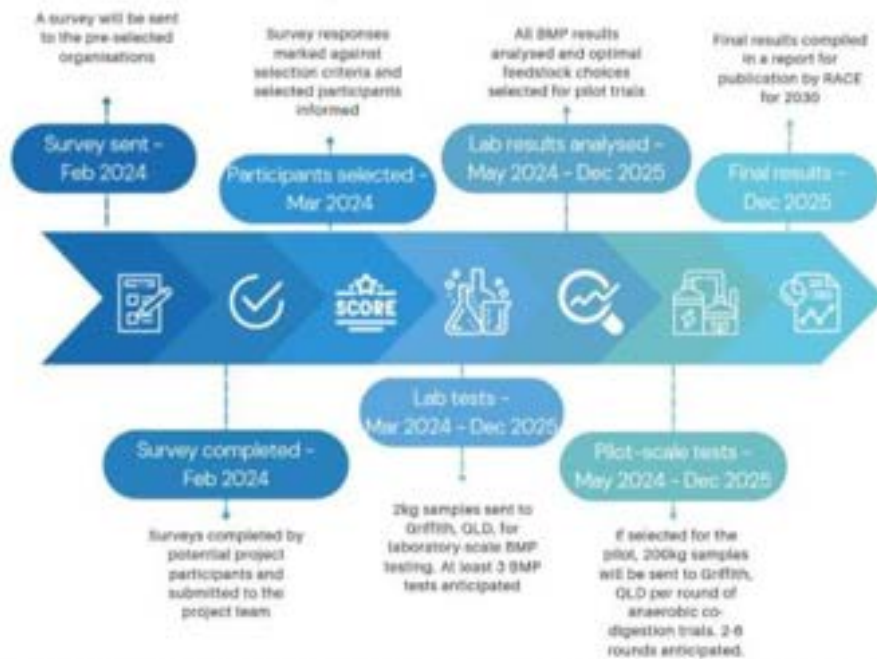 A survey will be sent
to the pre-selected
organisations
Survey sent -
Feb 2024
Survey responses
marked against
selection criteria and
selected participants
informed
Participants selected -
Mar 2024
All BMP results
analysed and optimal
feedstock choices
selected for pilot trials
Lab results analysed -
May 2024 - Dec 2025
Final results compiled
in a report for
publication by RACE
for 2030
Final results -
Dec 2025
SCORE
Survey completed -
Feb 2024
Surveys completed by
potential project
participants and
submitted to the
project team
Lab tests -
Mar 2024 - Dec 2025
2kg samples sent to
Griffith, QLD, for
laboratory-scale BMP
testing. At least 3 BMP
tests anticipated
Pilot-scale tests -
May 2024 - Dec 2025
If selected for the
pilot, 200kg samples
will be sent to Griffith,
QLD per round of
anaerobic co-
digestion trials. 2-6
rounds anticipated.